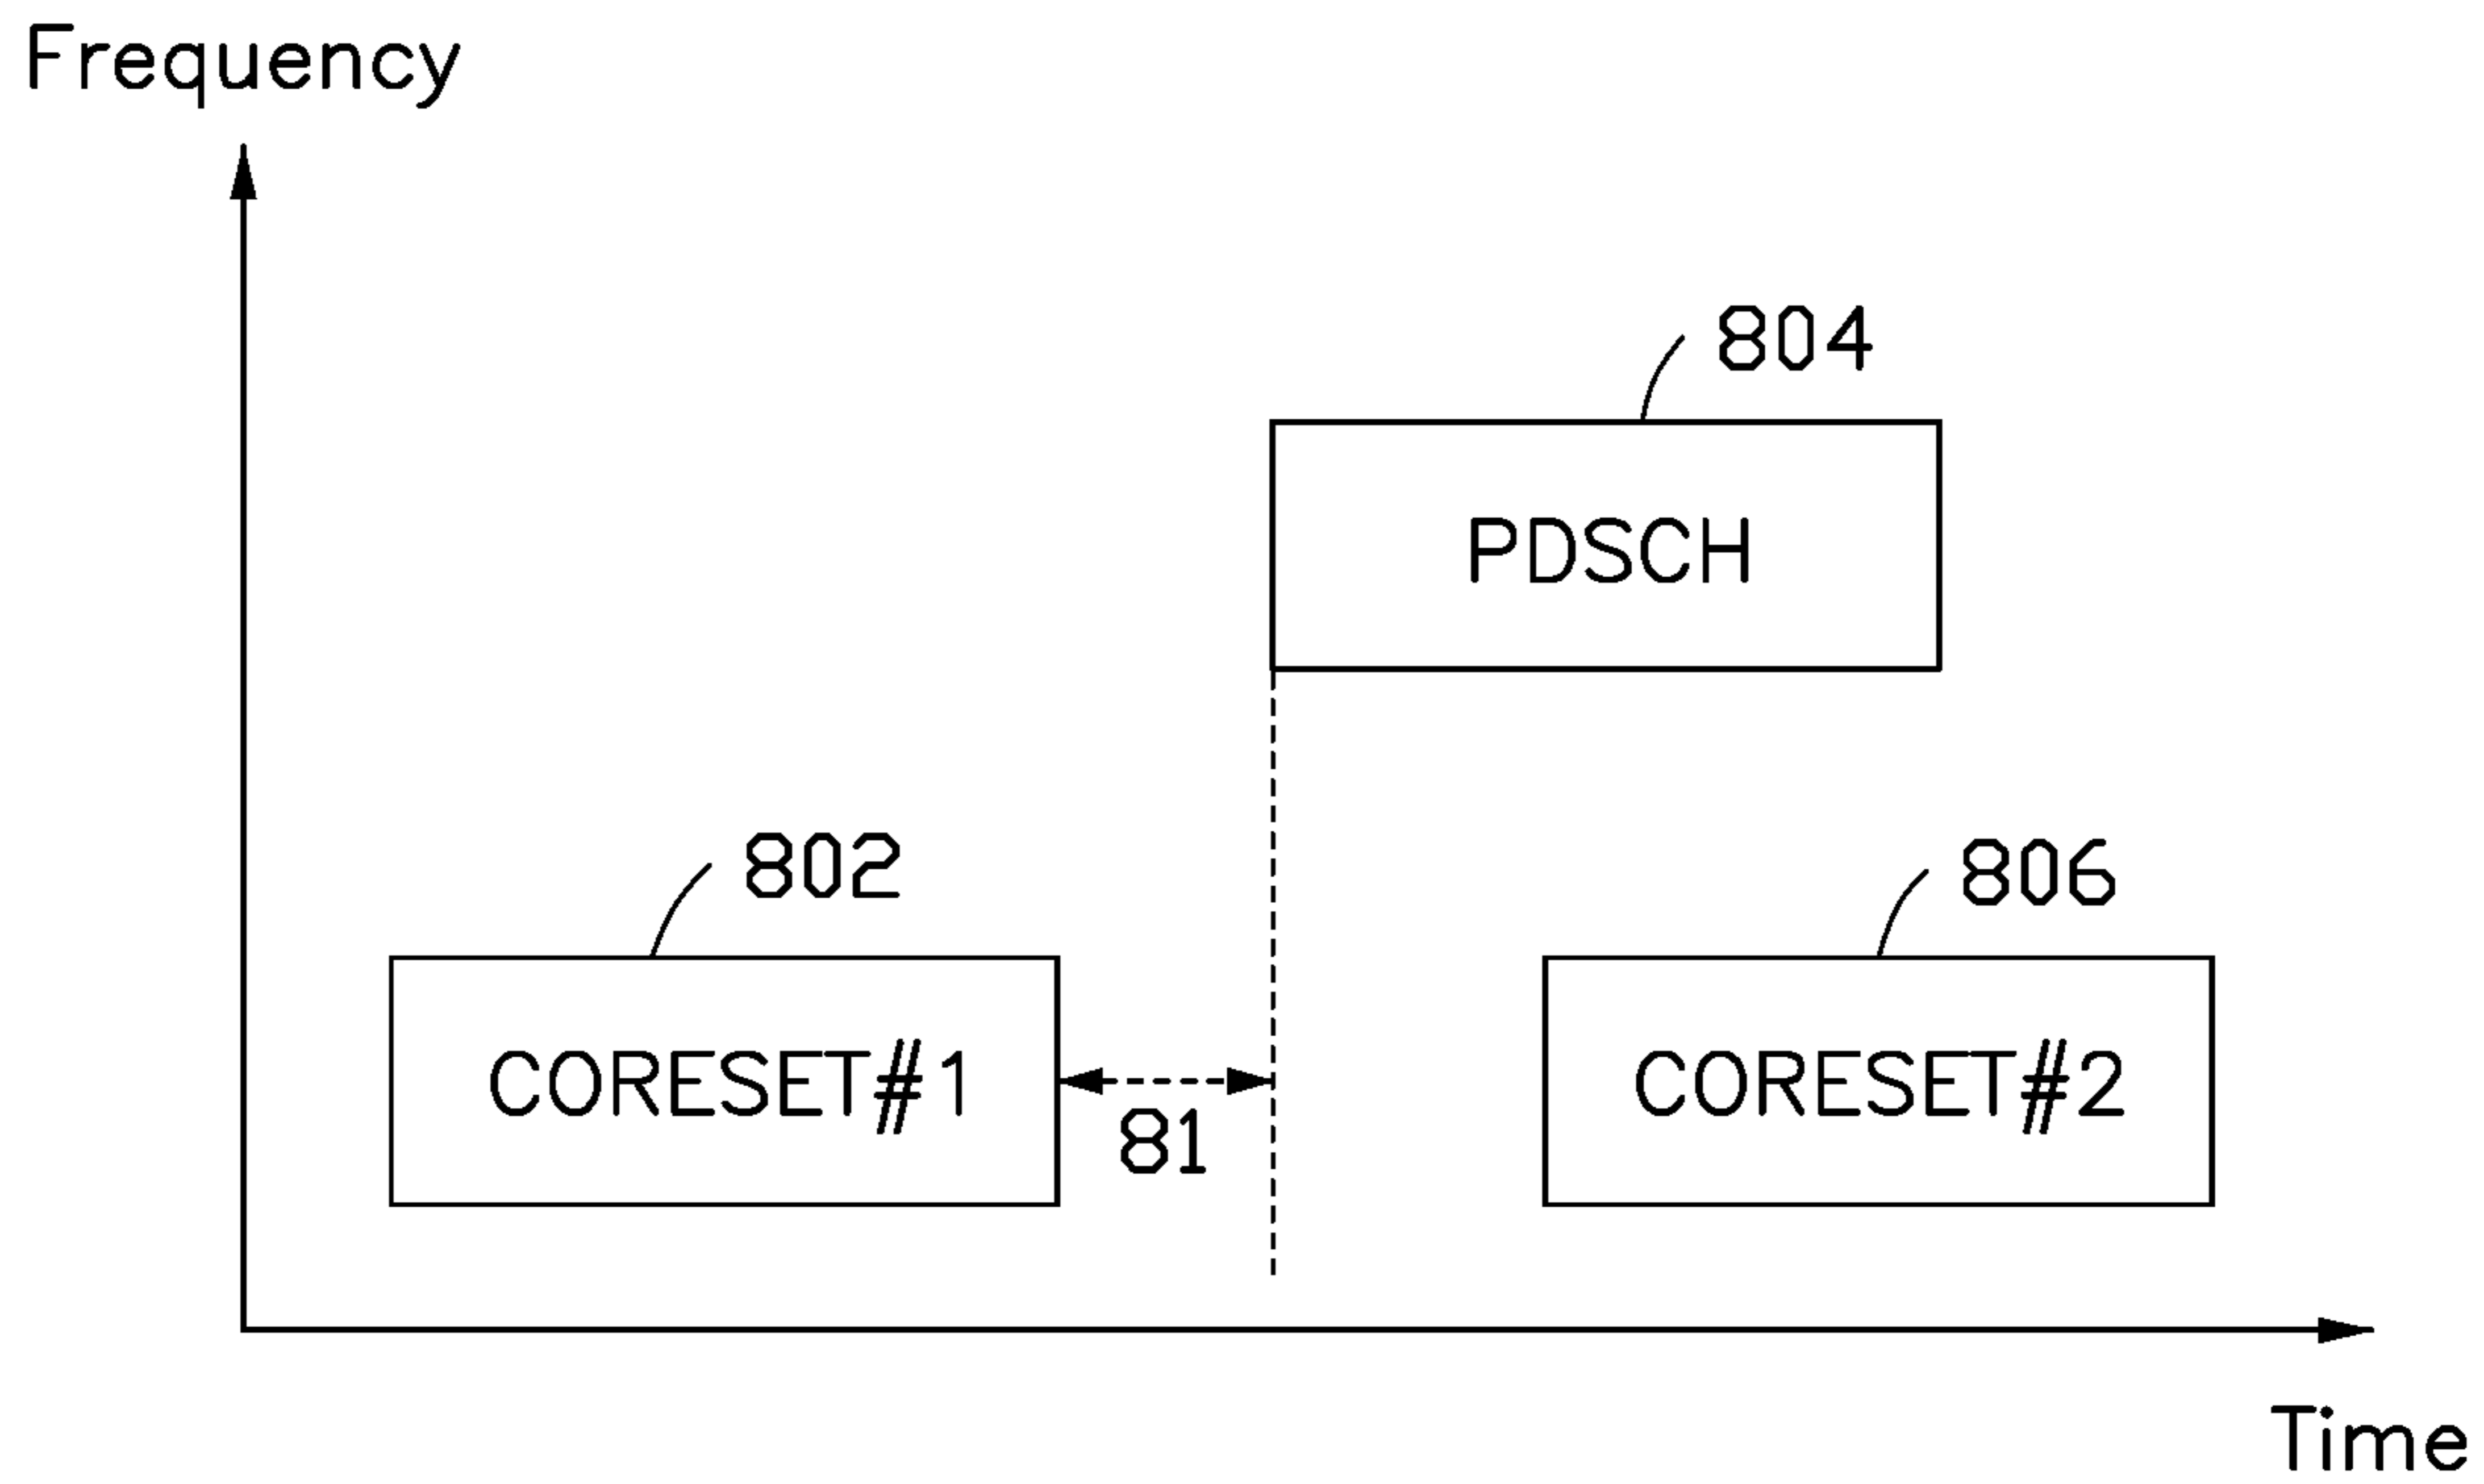 Frequency
804
PDSCH
802
806
CORESET#1
81
CORESET#2
Time